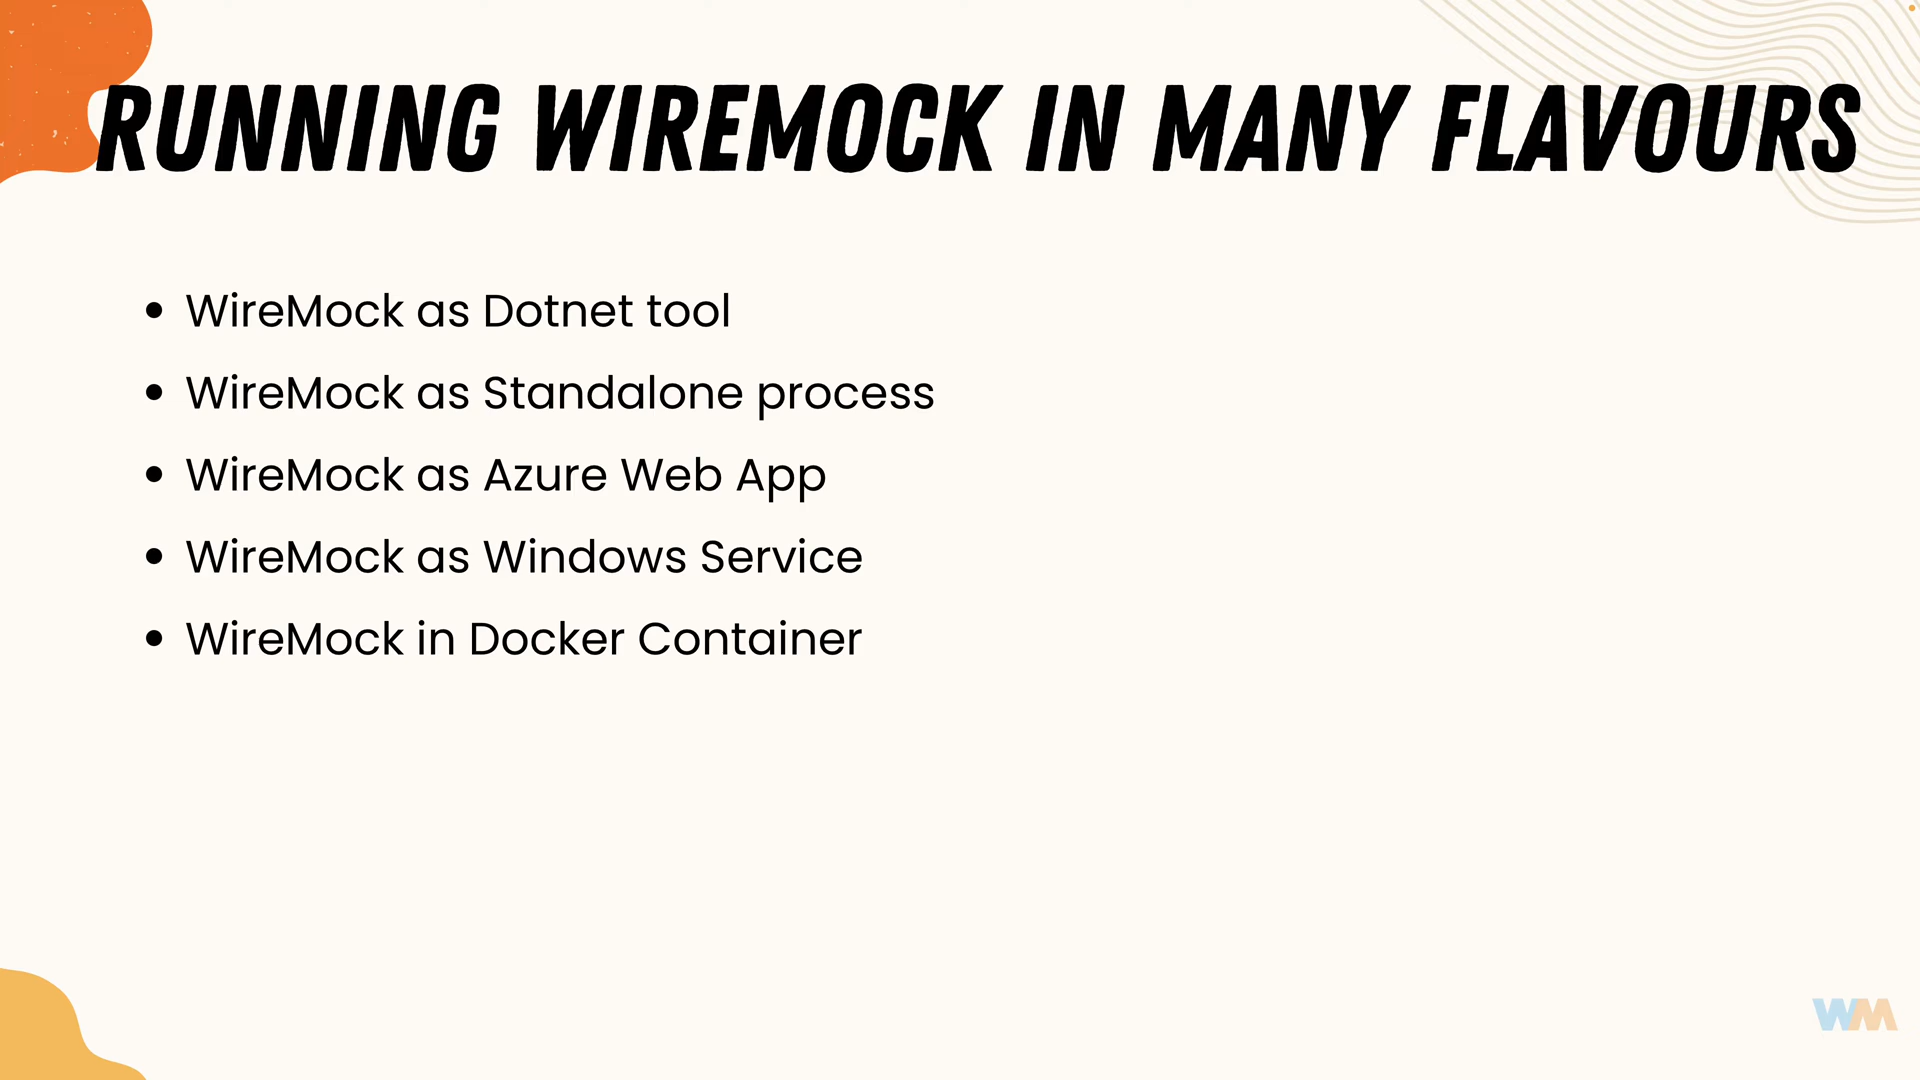 RUNNING WIREMOCK IN MANY FLAVOURS
• WireMock as Dotnet tool
• WireMock as Standalone process
• WireMock as Azure Web App
• WireMock as Windows Service
• WireMock in Docker Container
WM